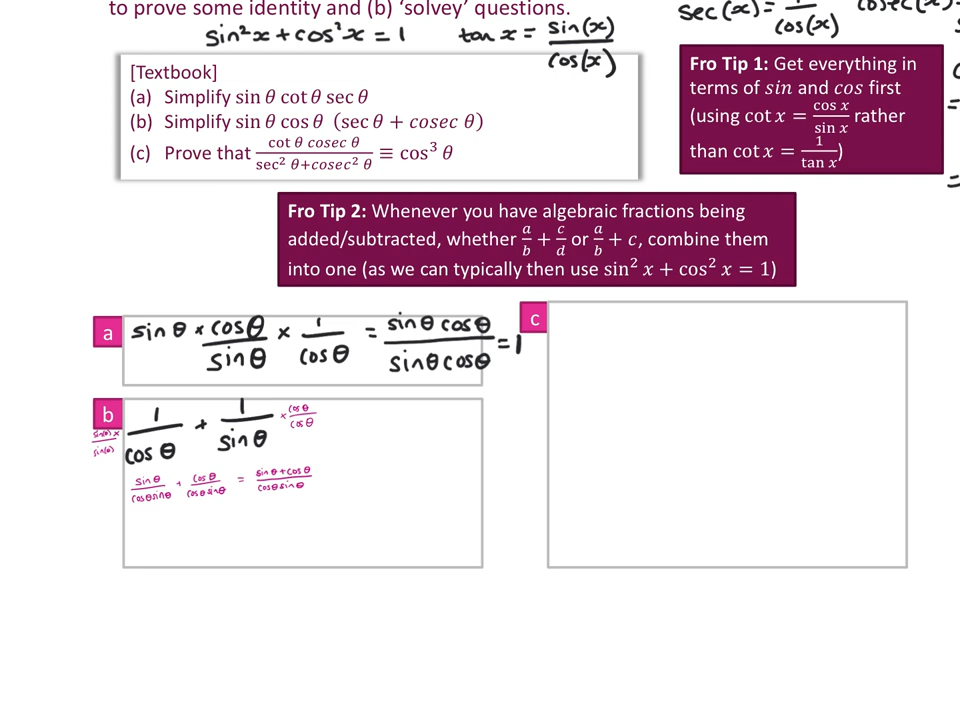 to prove some identity and (b) 'solvey' questions.
sec(x) = 1/cos(x)
sin²x + cos²x = 1
tan x = sin(x)/cos(x)
[Textbook]
(a) Simplify sin θ cot θ sec θ
(b) Simplify sin θ cos θ (sec θ + cosec θ)
(c) Prove that (cot θ cosec θ)/(sec² θ+cosec² θ) ≡ cos³ θ
Fro Tip 1: Get everything in
terms of sin and cos first
(using cot x = cos x/sin x rather
than cot x = 1/tan x)
Fro Tip 2: Whenever you have algebraic fractions being
added/subtracted, whether a/b + c/d or a/b + c, combine them
into one (as we can typically then use sin² x + cos² x = 1)
a
sin θ × cos θ/sin θ × 1/cos θ = sin θ cos θ/sin θ cos θ = 1
b
sin(θ)/sin(θ) × 1/cos θ + 1/sin θ × cos θ/cos θ
sin θ/cos θ sin θ + cos θ/cos θ sin θ = sin θ + cos θ/cos θ sin θ
c